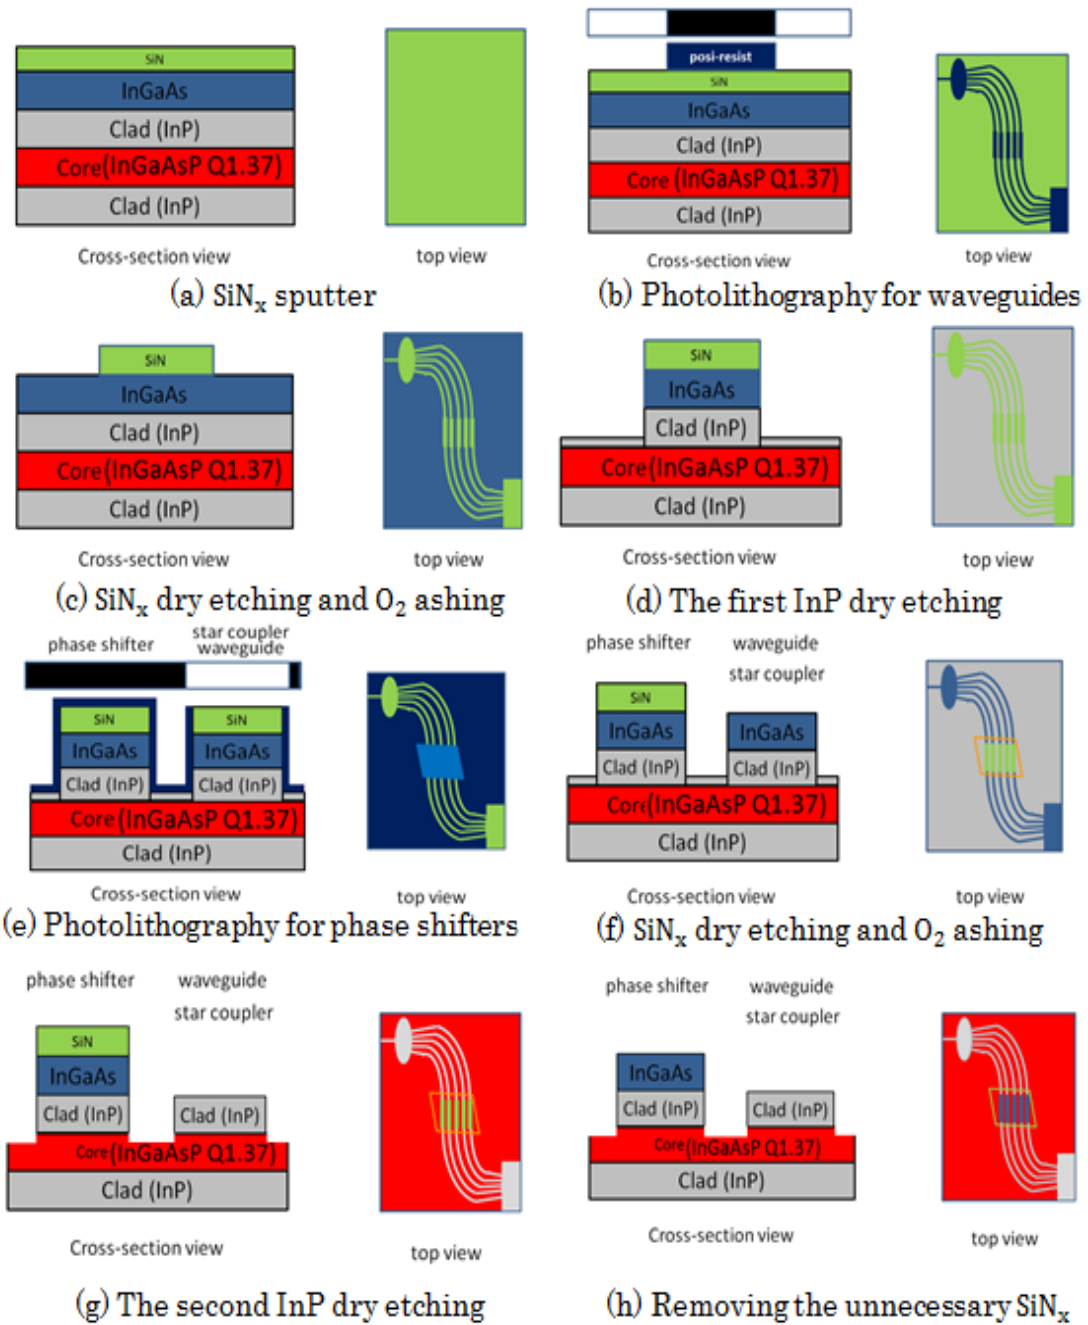 SiN
InGaAs
Clad (InP)
Core(InGaAsP Q1.37)
Clad (InP)
Cross-section view
top view
(a) SiNx sputter
posi-resist
SiN
InGaAs
Clad (InP)
Core (InGaAsP Q1.37)
Clad (InP)
Cross-section view
top view
(b) Photolithography for waveguides
SiN
InGaAs
Clad (InP)
Core(InGaAsP Q1.37)
Clad (InP)
Cross-section view
top view
(c) SiNx dry etching and O2 ashing
SiN
InGaAs
Clad (InP)
Core(InGaAsP Q1.37)
Clad (InP)
Cross-section view
top view
(d) The first InP dry etching
phase shifter
star coupler
waveguide
SiN
SiN
InGaAs
InGaAs
Clad (InP)
Clad (InP)
Core(InGaAsP Q1.37)
Clad (InP)
Cross-section view
top view
(e) Photolithography for phase shifters
phase shifter
waveguide
star coupler
SiN
InGaAs
InGaAs
Clad (InP)
Clad (InP)
Core(InGaAsP Q1.37)
Clad (InP)
Cross-section view
top view
(f) SiNx dry etching and O2 ashing
phase shifter
waveguide
star coupler
SiN
InGaAs
Clad (InP)
Clad (InP)
Core(InGaAsP Q1.37)
Clad (InP)
Cross-section view
top view
(g) The second InP dry etching
phase shifter
waveguide
star coupler
InGaAs
Clad (InP)
Clad (InP)
Core(InGaAsP Q1.37)
Clad (InP)
Cross-section view
top view
(h) Removing the unnecessary SiNx